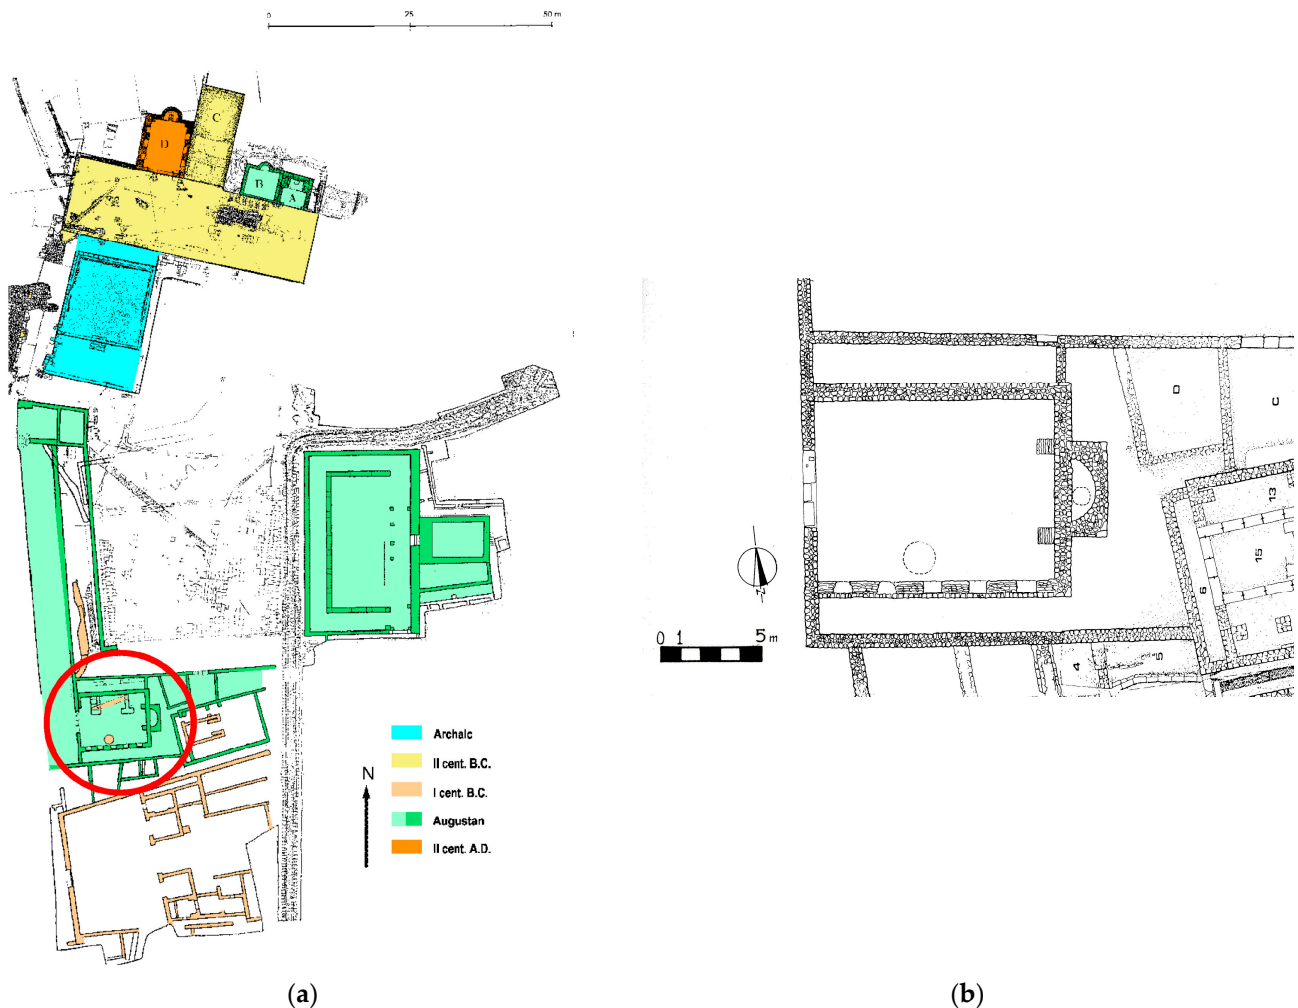 0 25 50 m
C
D
B
A
Archaic
II cent. B.C.
I cent. B.C.
Augustan
II cent. A.D.
N
D
C
13
15
6
4
5
N
0 1 5 m
(a) (b)